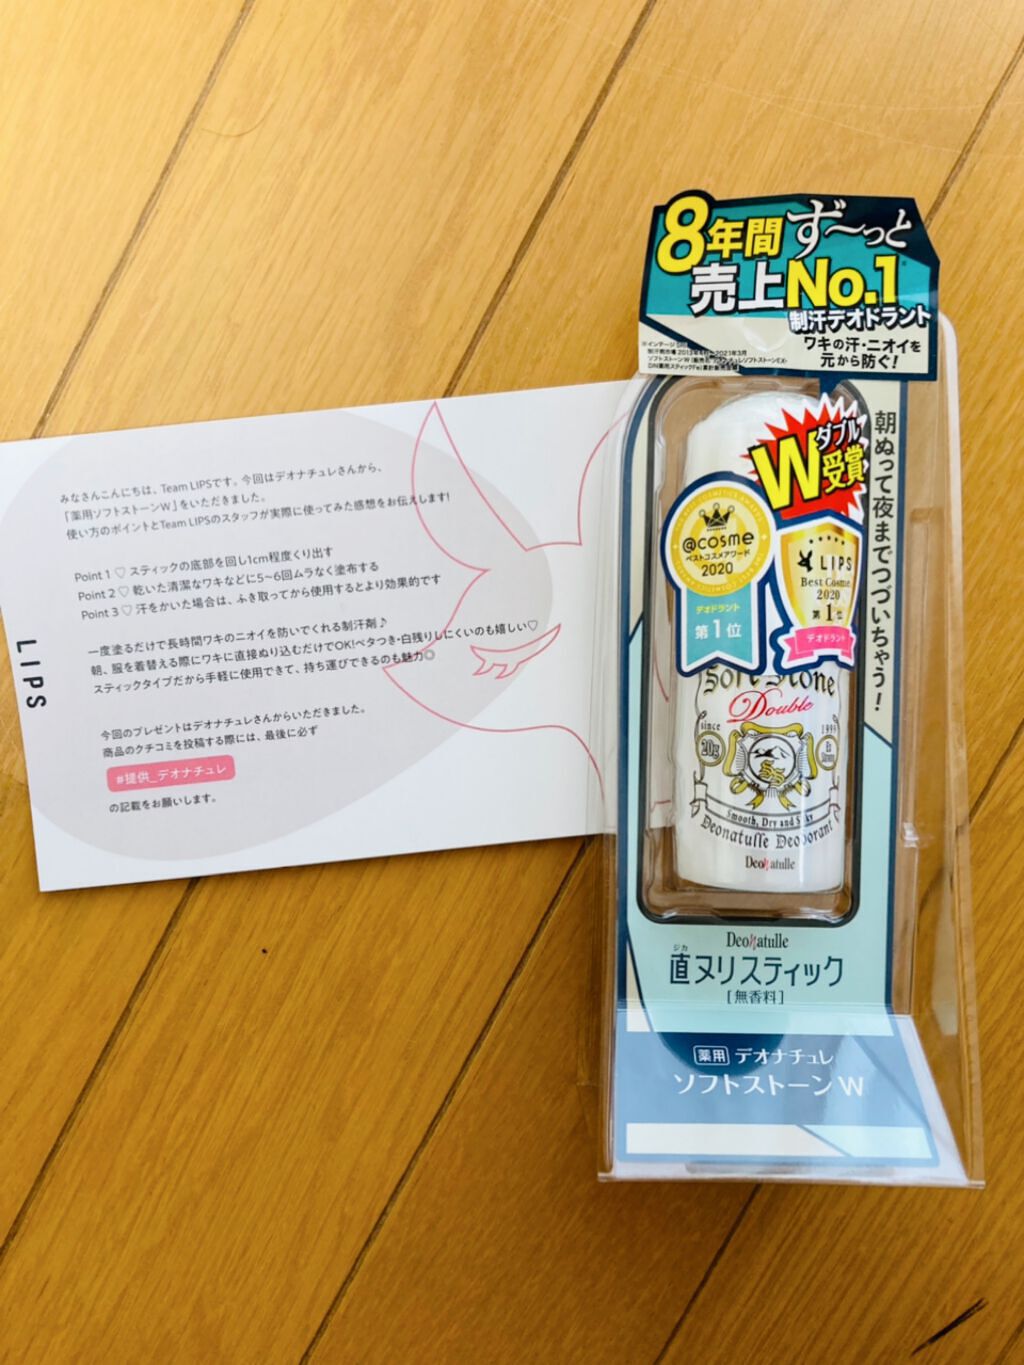 みなさんこんにちは、Team LIPSです。今回はデオナチュレさんから、
「薬用ソフトストーンW」をいただきました。
使い方のポイントとTeam LIPSのスタッフが実際に使ってみた感想をお伝えします!
Point 1 ♡ スティックの底部を回し1cm程度くり出す
Point 2 ♡ 乾いた清潔なワキなどに5~6回ムラなく塗布する
Point 3 ♡ 汗をかいた場合は、ふき取ってから使用するとより効果的です
一度塗るだけで長時間ワキのニオイを防いでくれる制汗剤♪
朝、服を着替える際にワキに直接ぬり込むだけでOK!ベタつき・白残りしにくいのも嬉しい♡
スティックタイプだから手軽に使用できて、持ち運びできるのも魅力◎
今回のプレゼントはデオナチュレさんからいただきました。
商品のクチコミを投稿する際には、最後に必ず
#提供_デオナチュレ
の記載をお願いします。
LIPS
8年間ず〜っと
売上No.1
制汗デオドラント
ワキの汗・ニオイを
元から防ぐ!
朝ぬって夜までつづいちゃう!
Wダブル
受賞
@cosme
ベストコスメアワード
2020
デオドラント
第1位
LIPS
Best Cosme
2020
第1位
デオドラント
Soft Stone
Double
since
1999
20g
SS
Smooth, Dry and Silky
Deonatulle Deodorant
Deonatulle
Deonatulle
ジカ
直ヌリスティック
[無香料]
薬用 デオナチュレ
ソフトストーン W